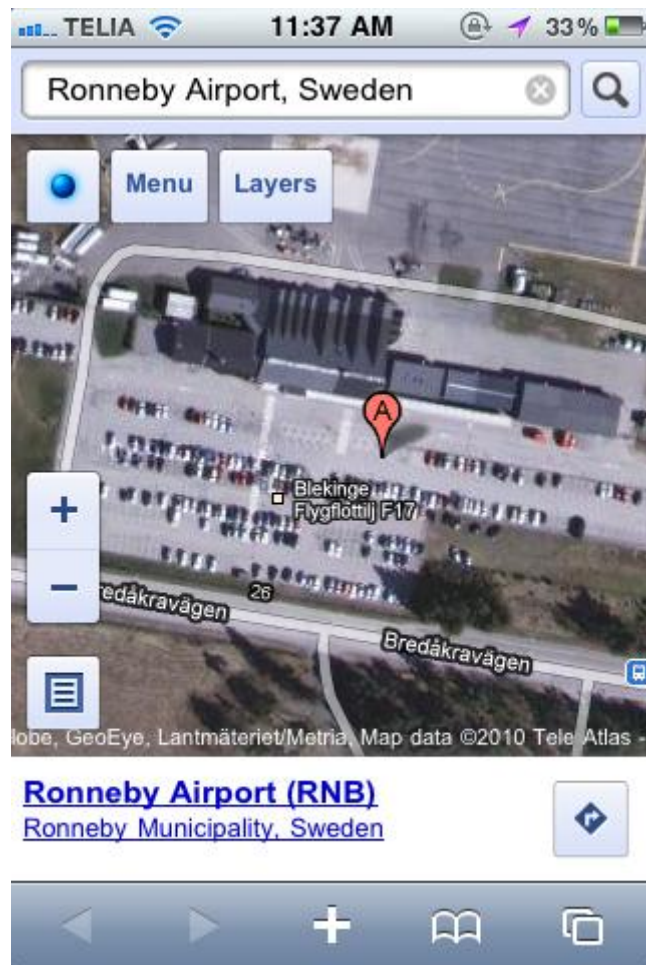 TELIA 11:37 AM 33%
Ronneby Airport, Sweden
Menu Layers
A
Blekinge
Flygflottilj F17
26
edåkravägen
Bredåkravägen
lobe, GeoEye, Lantmäteriet/Metria, Map data ©2010 Tele Atlas -
Ronneby Airport (RNB)
Ronneby Municipality, Sweden